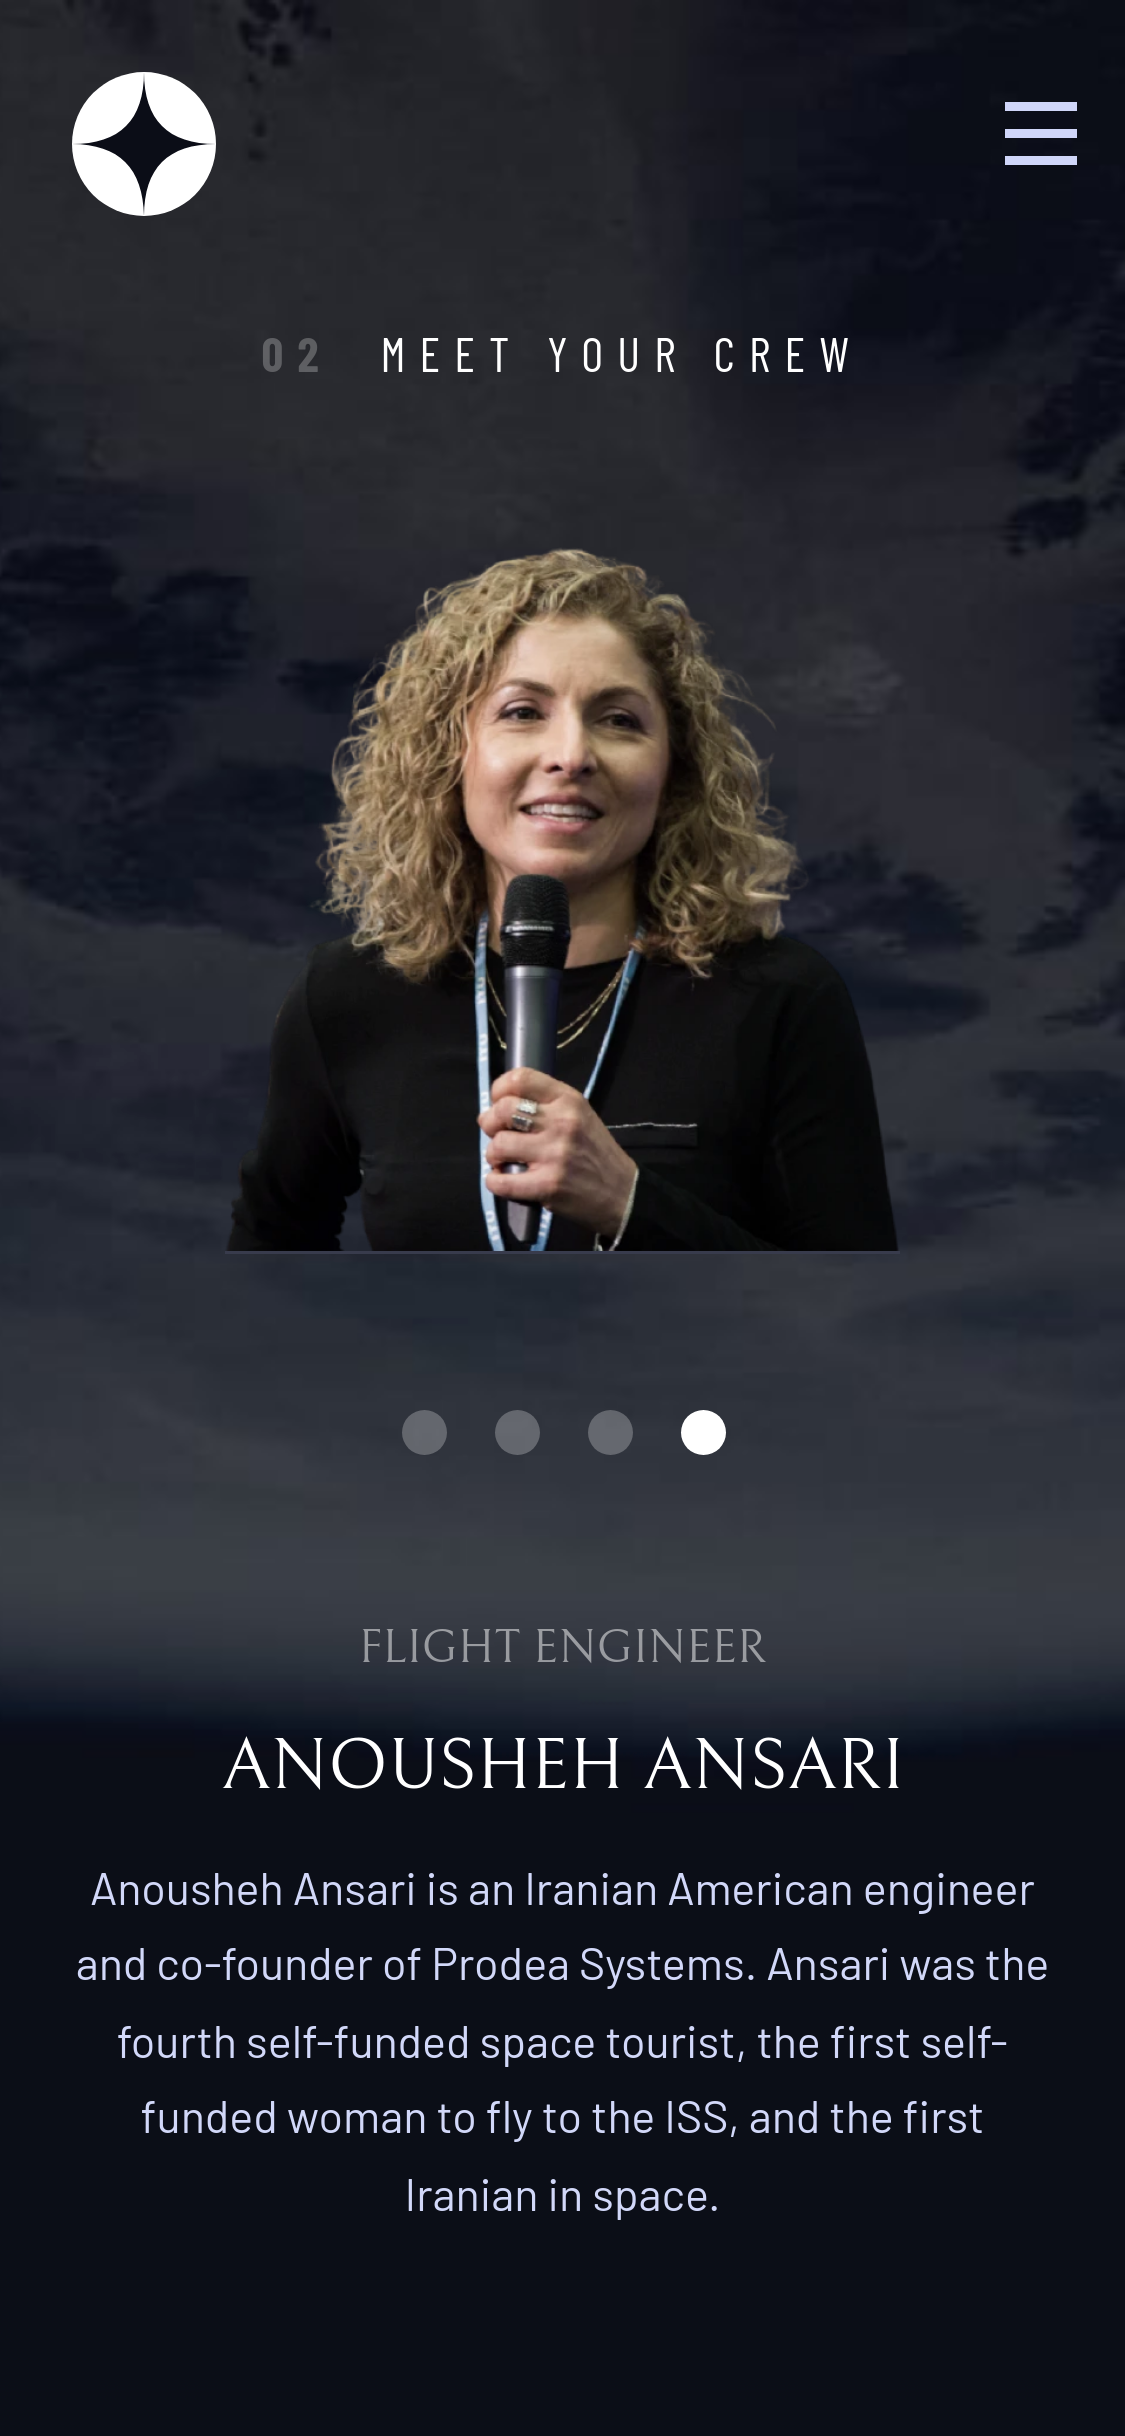 02 MEET YOUR CREW
FLIGHT ENGINEER
ANOUSHEH ANSARI
Anousheh Ansari is an Iranian American engineer
and co-founder of Prodea Systems. Ansari was the
fourth self-funded space tourist, the first self-
funded woman to fly to the ISS, and the first
Iranian in space.